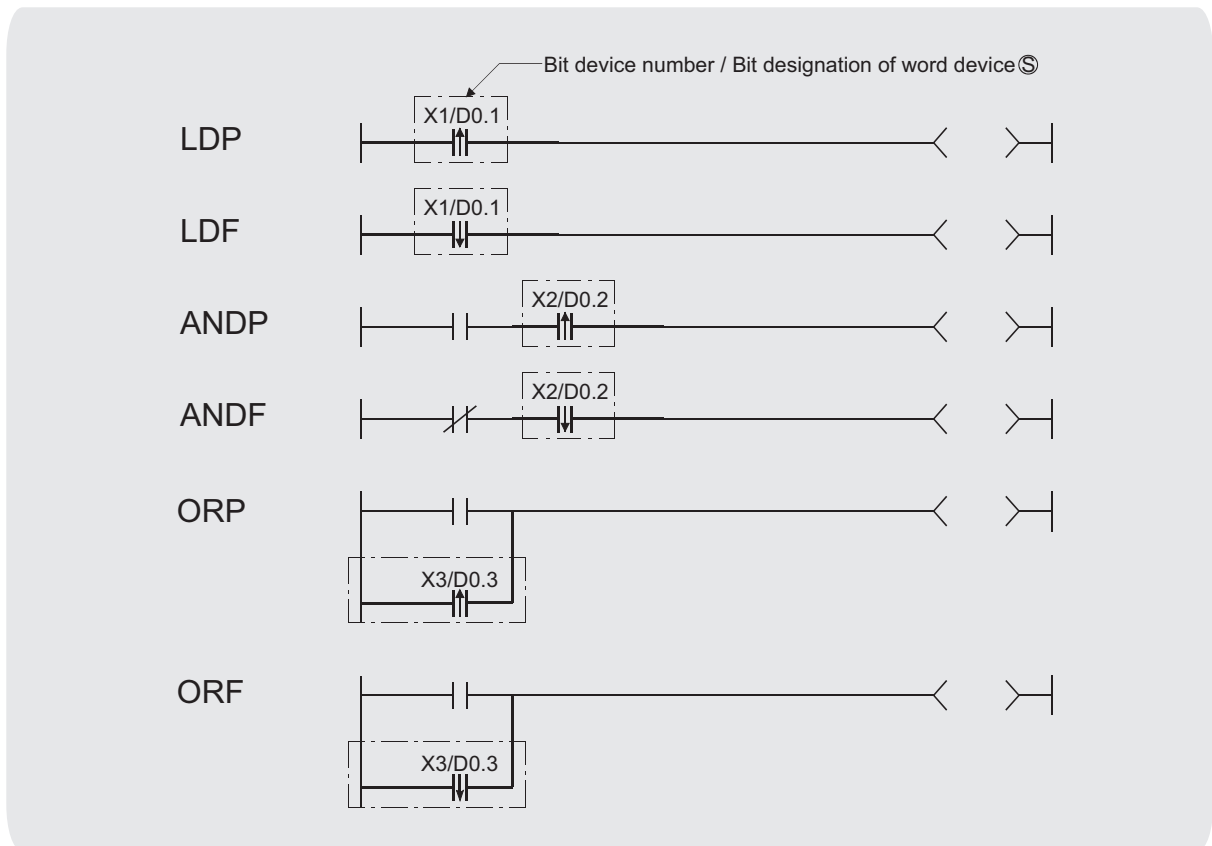 Bit device number / Bit designation of word device Ⓢ
X1/D0.1
LDP
X1/D0.1
LDF
X2/D0.2
ANDP
X2/D0.2
ANDF
ORP
X3/D0.3
ORF
X3/D0.3